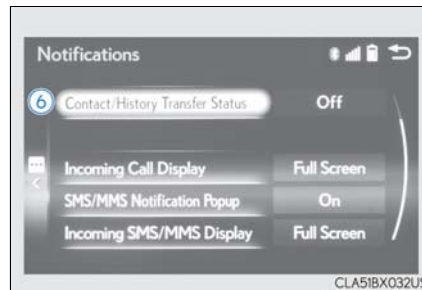 Notifications
6 Contact/History Transfer Status Off
Incoming Call Display Full Screen
SMS/MMS Notification Popup On
Incoming SMS/MMS Display Full Screen
CLA51BX032US